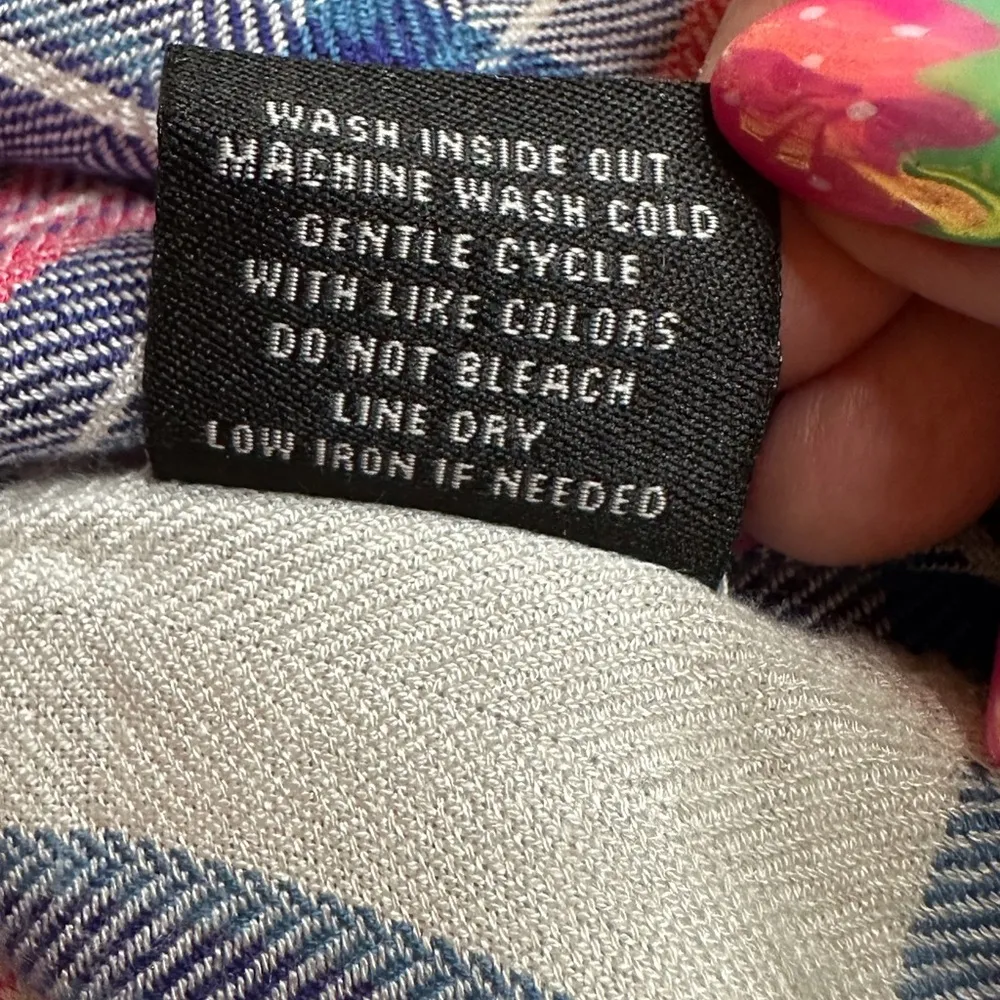 WASH INSIDE OUT
MACHINE WASH COLD
GENTLE CYCLE
WITH LIKE COLORS
DO NOT BLEACH
LINE DRY
LOW IRON IF NEEDED